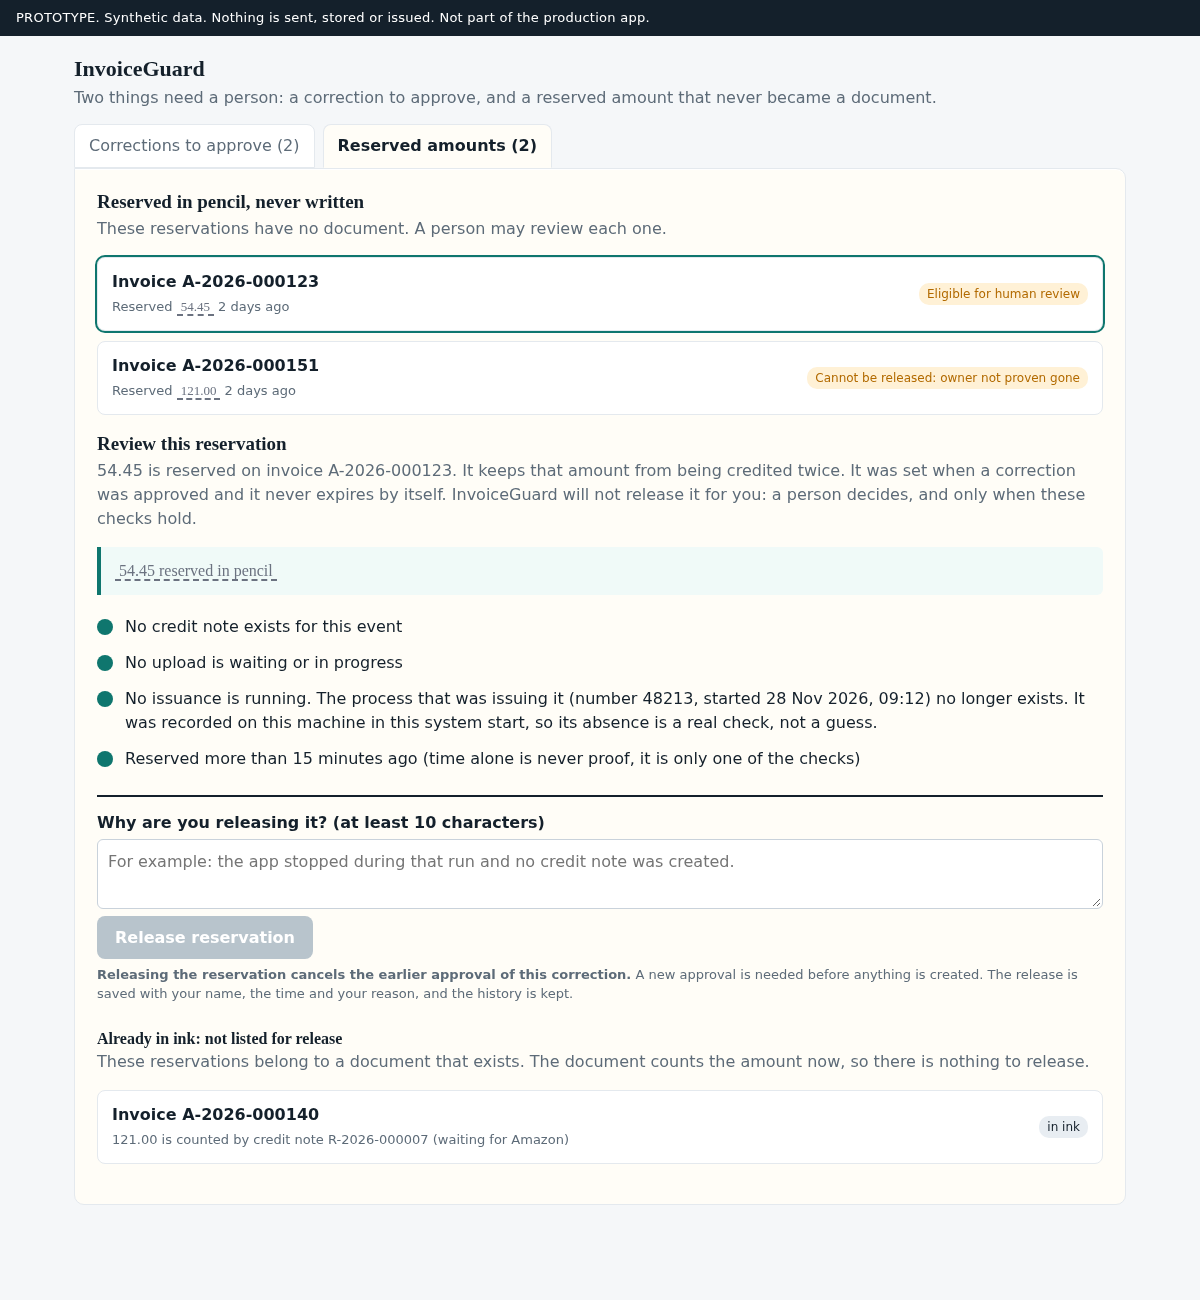 PROTOTYPE. Synthetic data. Nothing is sent, stored or issued. Not part of the production app.
InvoiceGuard
Two things need a person: a correction to approve, and a reserved amount that never became a document.
Corrections to approve (2)
Reserved amounts (2)
Reserved in pencil, never written
These reservations have no document. A person may review each one.
Invoice A-2026-000123
Reserved 54.45 2 days ago
Eligible for human review
Invoice A-2026-000151
Reserved 121.00 2 days ago
Cannot be released: owner not proven gone
Review this reservation
54.45 is reserved on invoice A-2026-000123. It keeps that amount from being credited twice. It was set when a correction
was approved and it never expires by itself. InvoiceGuard will not release it for you: a person decides, and only when these
checks hold.
54.45 reserved in pencil
No credit note exists for this event
No upload is waiting or in progress
No issuance is running. The process that was issuing it (number 48213, started 28 Nov 2026, 09:12) no longer exists. It
was recorded on this machine in this system start, so its absence is a real check, not a guess.
Reserved more than 15 minutes ago (time alone is never proof, it is only one of the checks)
Why are you releasing it? (at least 10 characters)
For example: the app stopped during that run and no credit note was created.
Release reservation
Releasing the reservation cancels the earlier approval of this correction. A new approval is needed before anything is created. The release is
saved with your name, the time and your reason, and the history is kept.
Already in ink: not listed for release
These reservations belong to a document that exists. The document counts the amount now, so there is nothing to release.
Invoice A-2026-000140
121.00 is counted by credit note R-2026-000007 (waiting for Amazon)
in ink